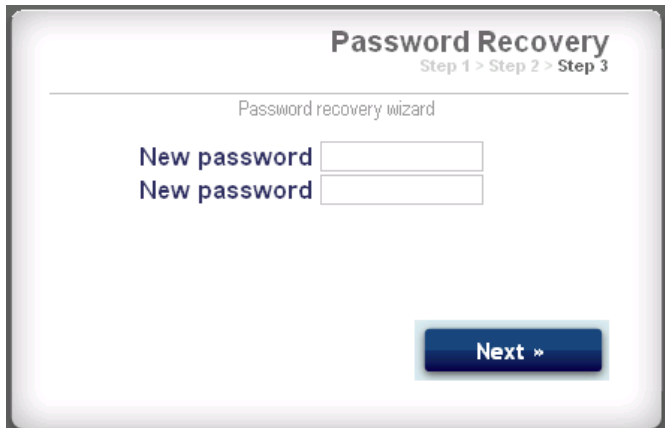 Password Recovery
Step 1 > Step 2 > Step 3
Password recovery wizard
New password
New password
Next »